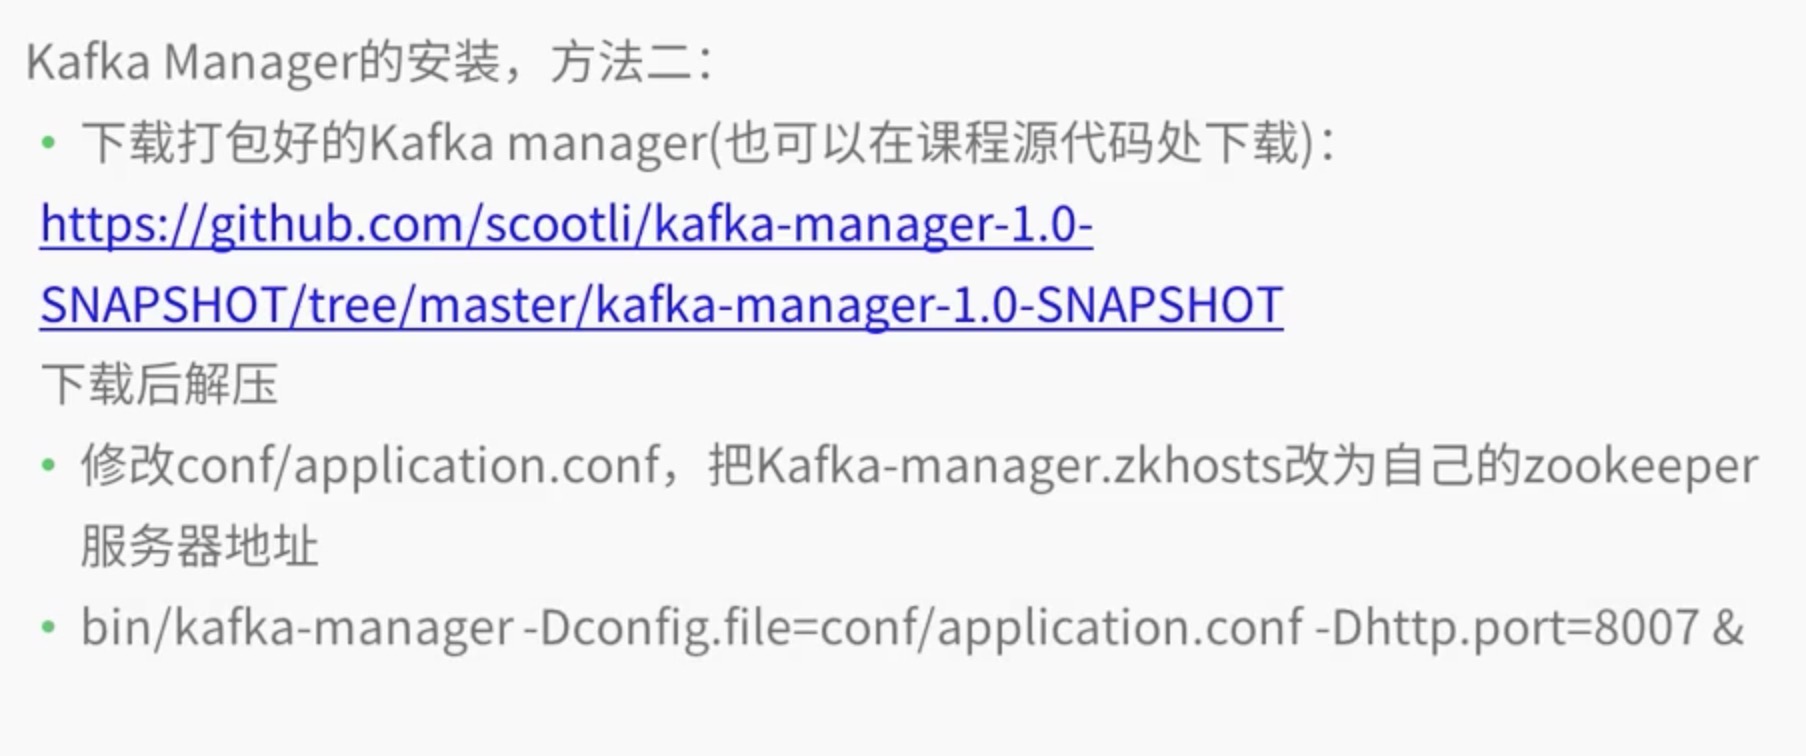 Kafka Manager的安装，方法二：
• 下载打包好的Kafka manager(也可以在课程源代码处下载)：
https://github.com/scootli/kafka-manager-1.0-
SNAPSHOT/tree/master/kafka-manager-1.0-SNAPSHOT
下载后解压
• 修改conf/application.conf，把Kafka-manager.zkhosts改为自己的zookeeper
服务器地址
• bin/kafka-manager -Dconfig.file=conf/application.conf -Dhttp.port=8007 &